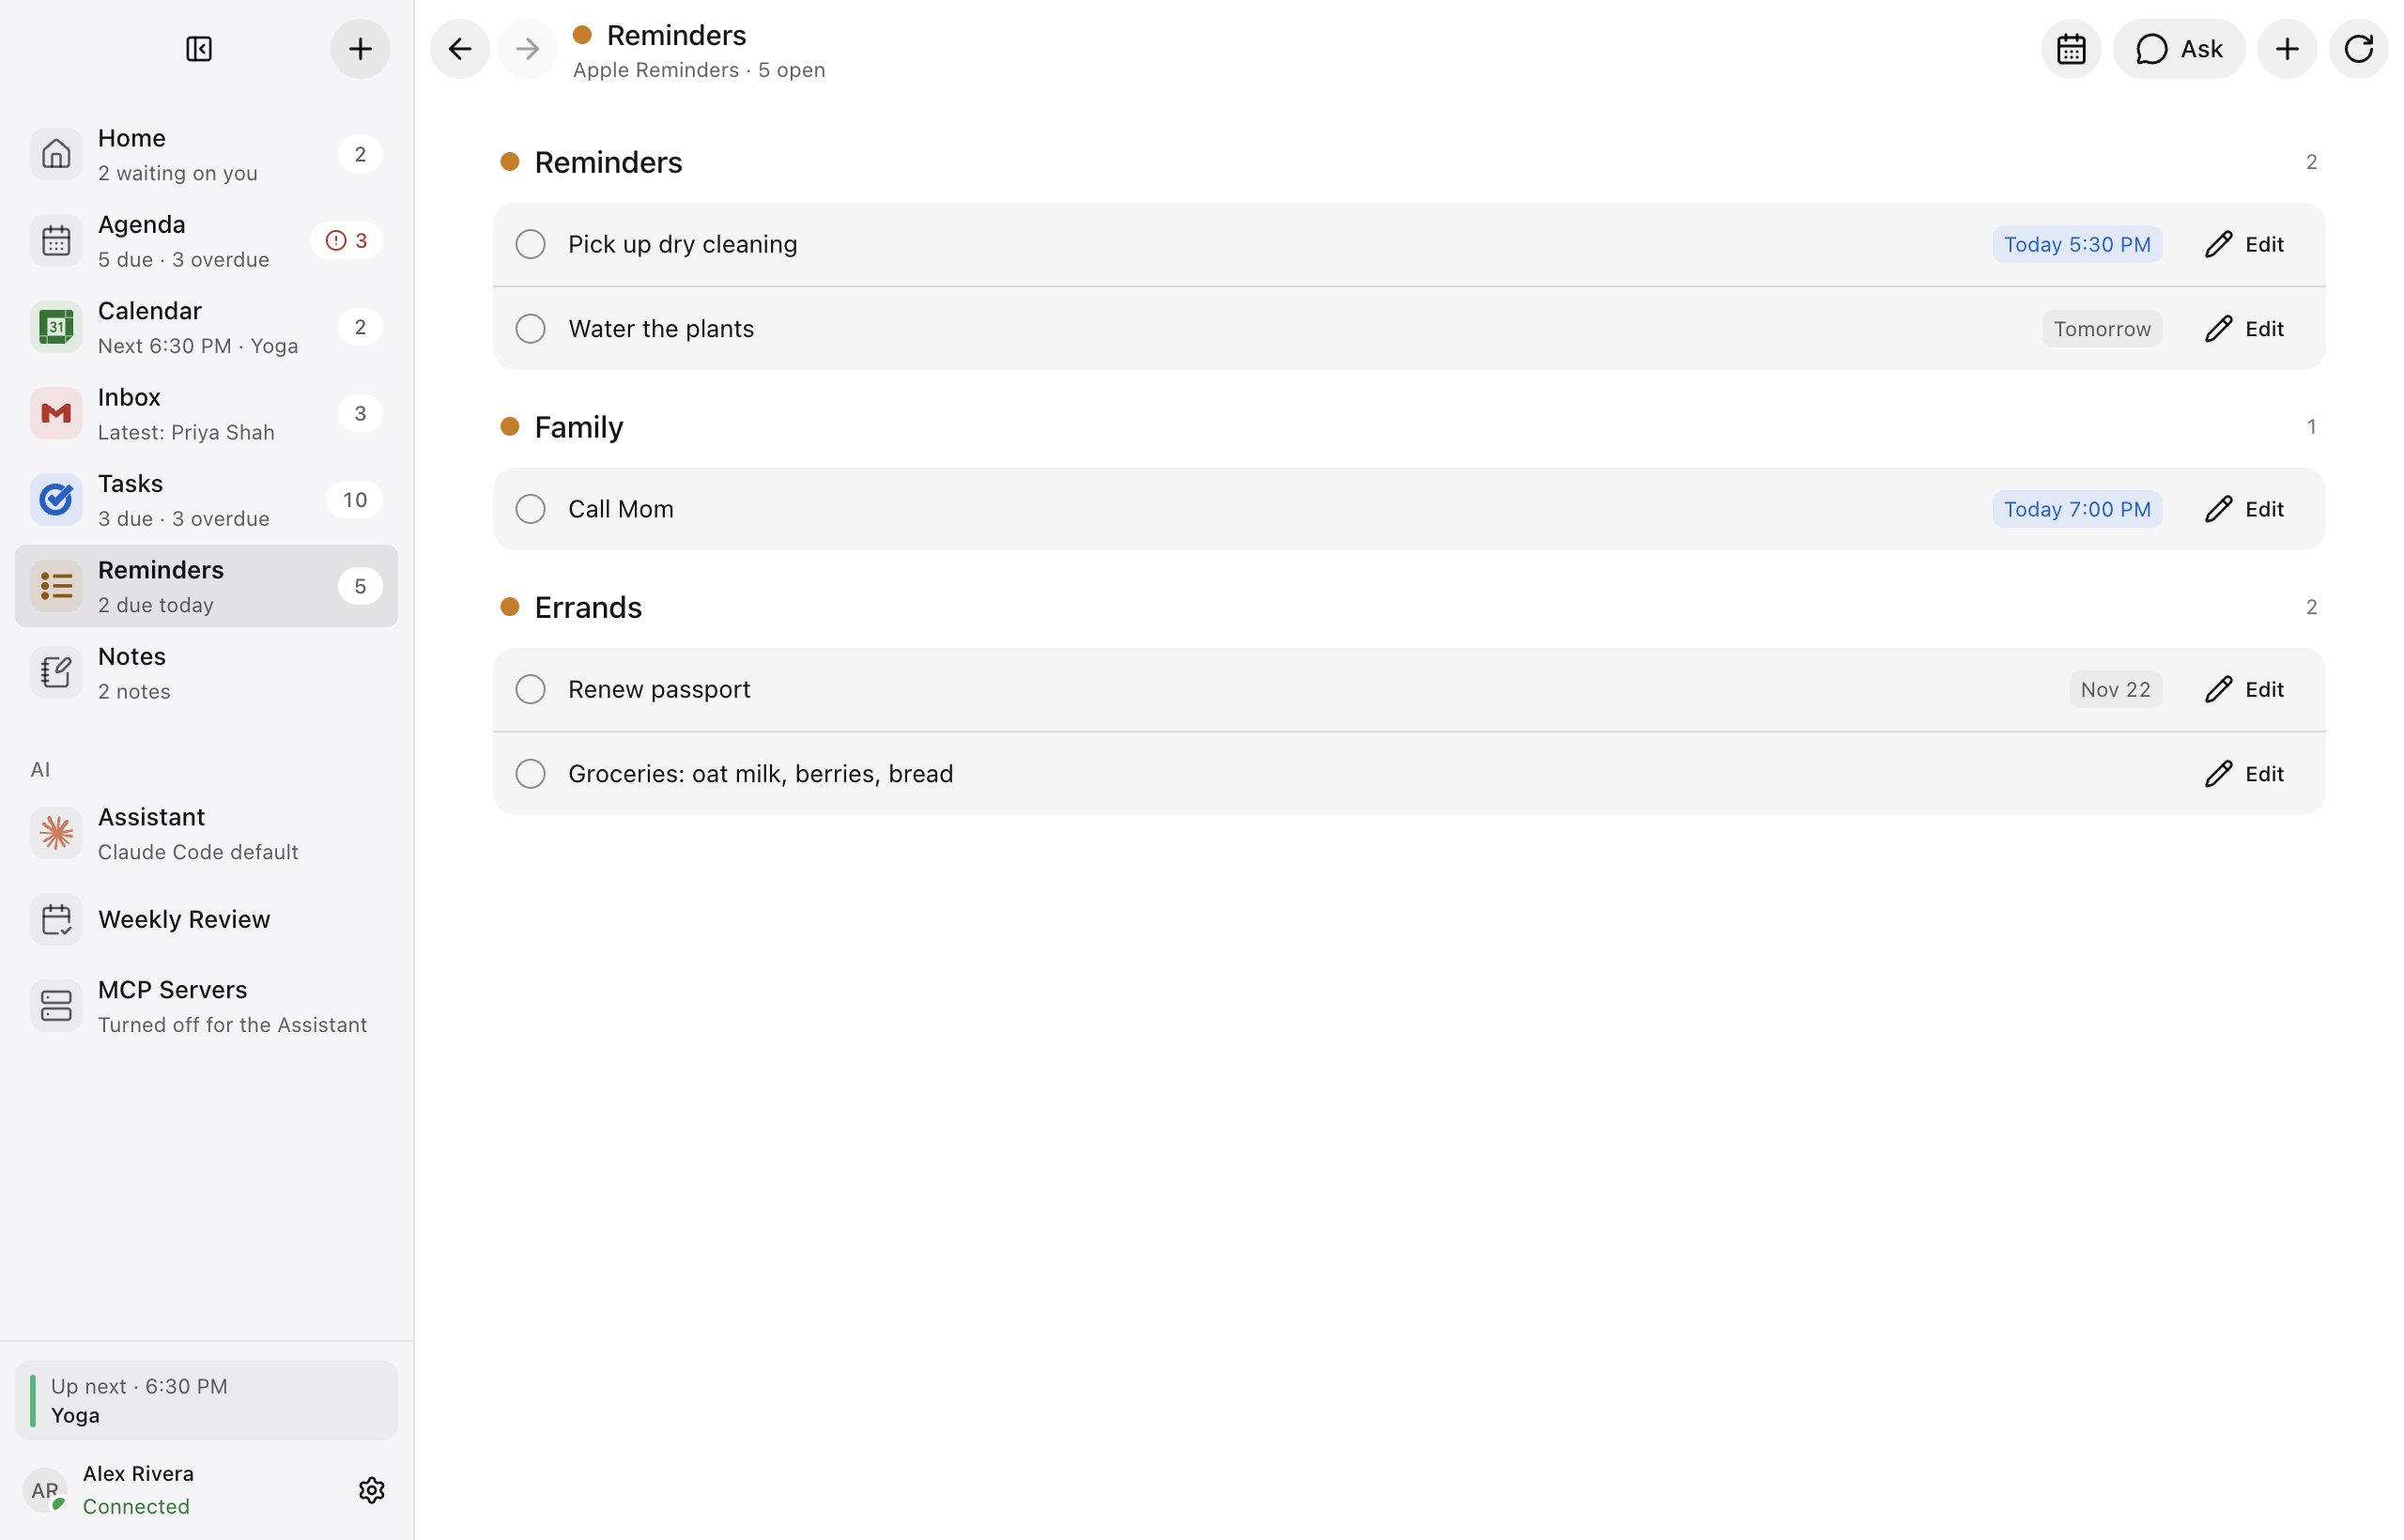 Home
2 waiting on you
2
Agenda
5 due · 3 overdue
3
Calendar
Next 6:30 PM · Yoga
2
31
Inbox
Latest: Priya Shah
3
Tasks
3 due · 3 overdue
10
Reminders
2 due today
5
Notes
2 notes
AI
Assistant
Claude Code default
Weekly Review
MCP Servers
Turned off for the Assistant
Up next · 6:30 PM
Yoga
AR
Alex Rivera
Connected
Reminders
Apple Reminders · 5 open
Ask
Reminders
2
Pick up dry cleaning
Today 5:30 PM
Edit
Water the plants
Tomorrow
Edit
Family
1
Call Mom
Today 7:00 PM
Edit
Errands
2
Renew passport
Nov 22
Edit
Groceries: oat milk, berries, bread
Edit